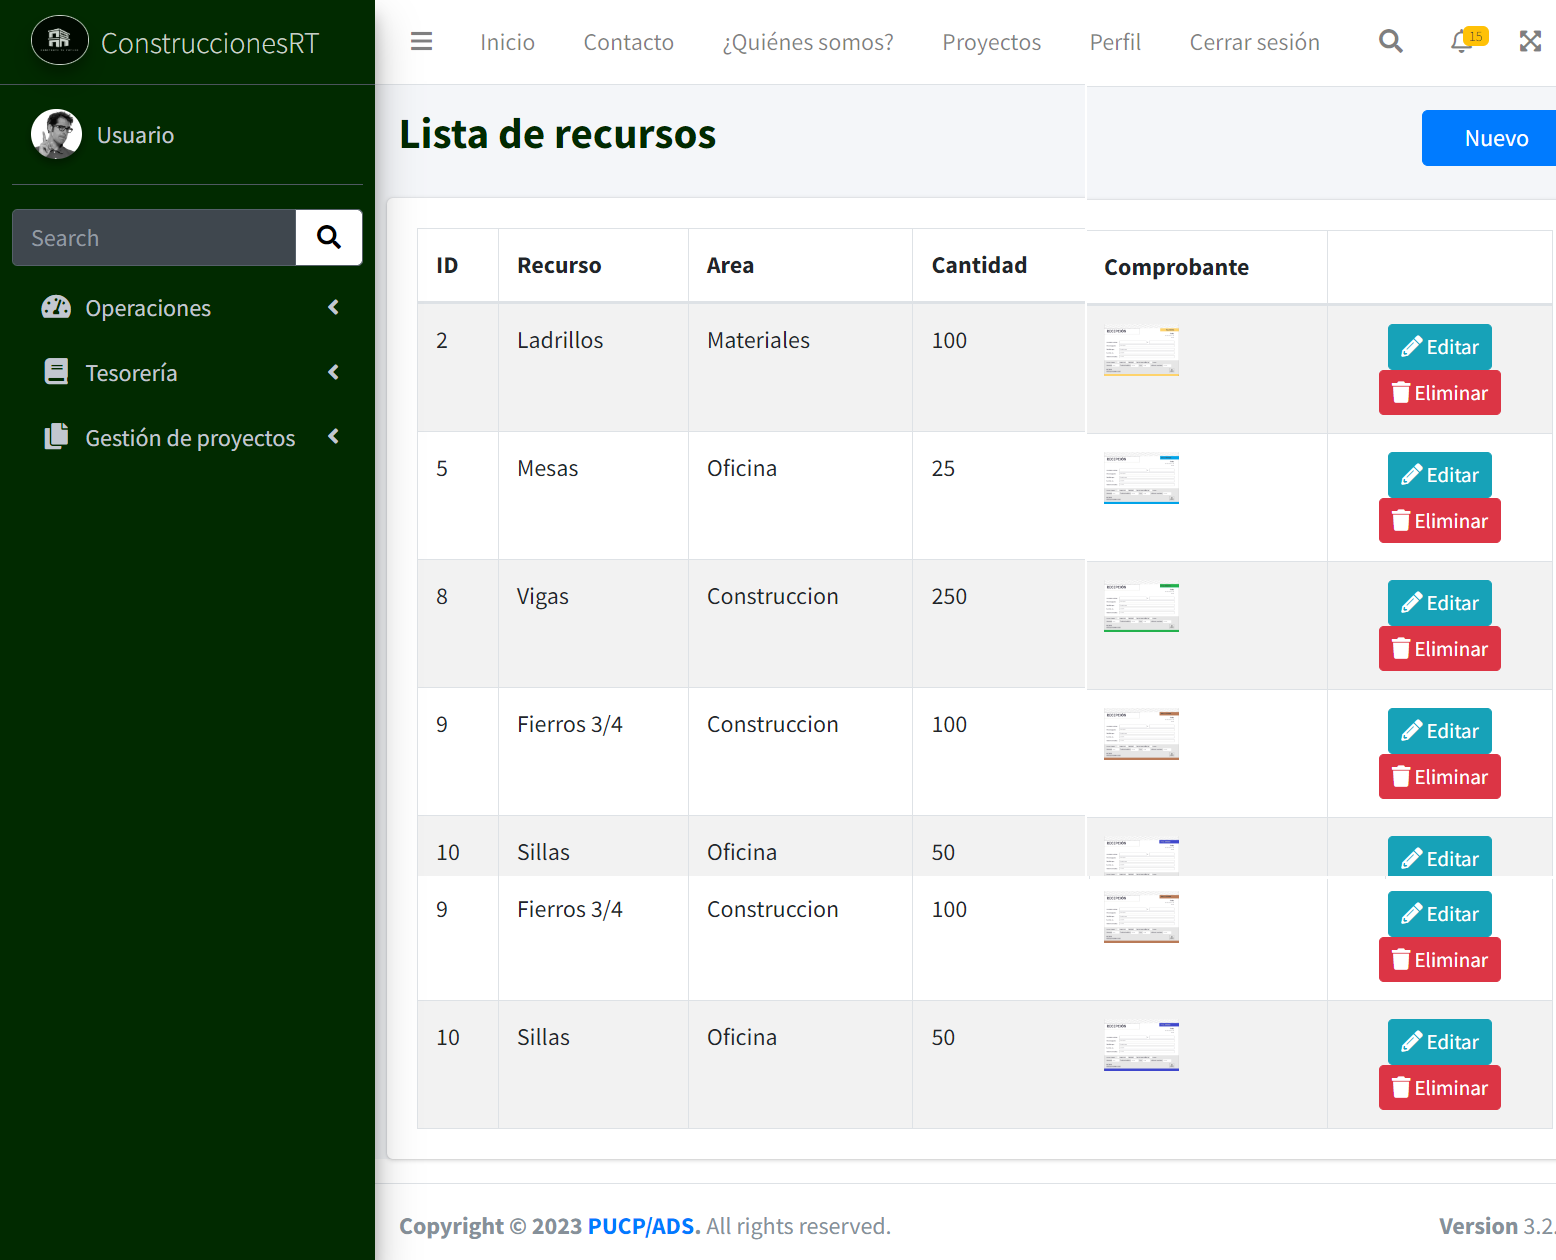 ConstruccionesRT
Inicio Contacto ¿Quiénes somos? Proyectos Perfil Cerrar sesión 15
Usuario
Lista de recursos
Nuevo
Search
Operaciones
Tesorería
Gestión de proyectos
ID Recurso Area Cantidad Comprobante
2 Ladrillos Materiales 100 Editar
Eliminar
5 Mesas Oficina 25 Editar
Eliminar
8 Vigas Construccion 250 Editar
Eliminar
9 Fierros 3/4 Construccion 100 Editar
Eliminar
10 Sillas Oficina 50 Editar
9 Fierros 3/4 Construccion 100 Editar
Eliminar
10 Sillas Oficina 50 Editar
Eliminar
Copyright © 2023 PUCP/ADS. All rights reserved.
Version 3.2.